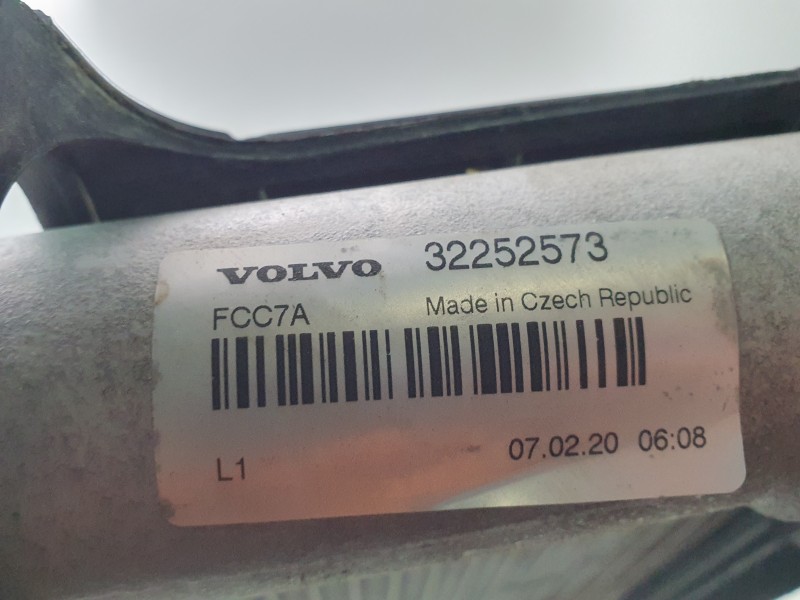 VOLVO 32252573
FCC7A Made in Czech Republic
L1 07.02.20 06:08